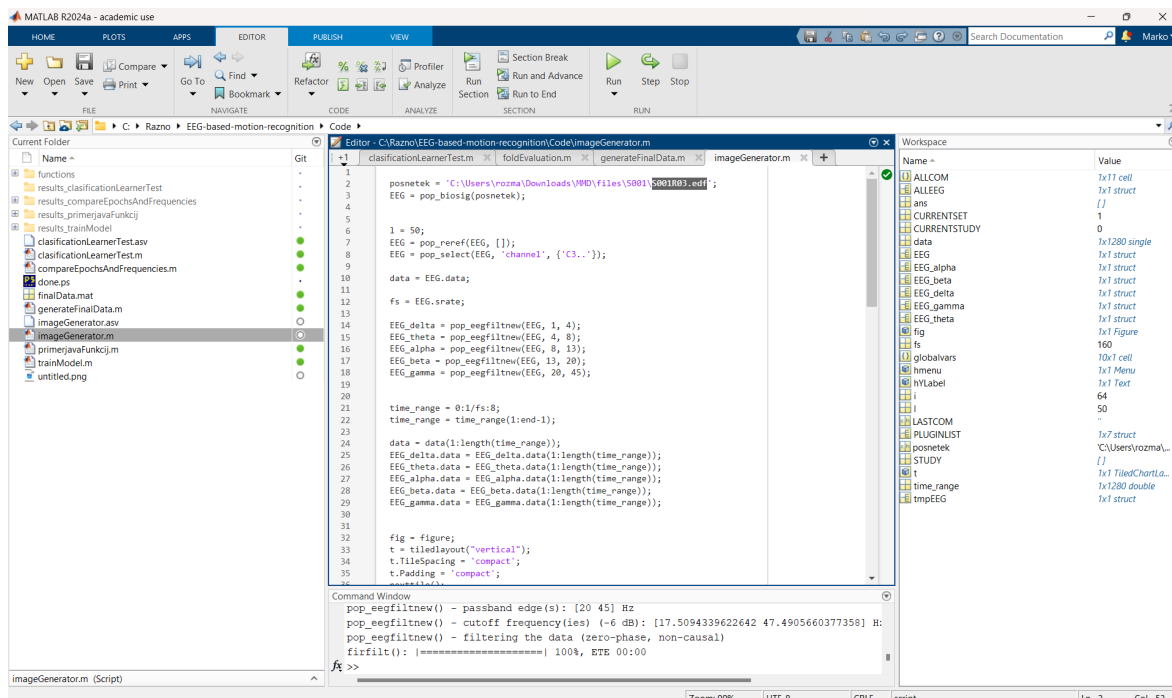 MATLAB R2024a - academic use
HOME PLOTS APPS EDITOR PUBLISH VIEW
Search Documentation
Marko
New Open Save Compare Print
FILE
Go To Find Bookmark
NAVIGATE
Refactor
CODE
Profiler Analyze
ANALYZE
Run Section Section Break Run and Advance Run to End
SECTION
Run Step Stop
RUN
C: Razno EEG-based-motion-recognition Code
Current Folder
Name Git
functions
results_clasificationLearnerTest
results_compareEpochsAndFrequencies
results_primerjavaFunkcij
results_trainModel
clasificationLearnerTest.asv
clasificationLearnerTest.m
compareEpochsAndFrequencies.m
done.ps
finalData.mat
generateFinalData.m
imageGenerator.asv
imageGenerator.m
primerjavaFunkcij.m
trainModel.m
untitled.png
imageGenerator.m (Script)
Editor - C:\Razno\EEG-based-motion-recognition\Code\imageGenerator.m
+1 clasificationLearnerTest.m foldEvaluation.m generateFinalData.m imageGenerator.m +
1
2 posnetek = 'C:\Users\rozma\Downloads\MMD\files\S001\S001R03.edf';
3 EEG = pop_biosig(posnetek);
4
5
6 l = 50;
7 EEG = pop_reref(EEG, []);
8 EEG = pop_select(EEG, 'channel', {'C3..'});
9
10 data = EEG.data;
11
12 fs = EEG.srate;
13
14 EEG_delta = pop_eegfiltnew(EEG, 1, 4);
15 EEG_theta = pop_eegfiltnew(EEG, 4, 8);
16 EEG_alpha = pop_eegfiltnew(EEG, 8, 13);
17 EEG_beta = pop_eegfiltnew(EEG, 13, 20);
18 EEG_gamma = pop_eegfiltnew(EEG, 20, 45);
19
20
21 time_range = 0:1/fs:8;
22 time_range = time_range(1:end-1);
23
24 data = data(1:length(time_range));
25 EEG_delta.data = EEG_delta.data(1:length(time_range));
26 EEG_theta.data = EEG_theta.data(1:length(time_range));
27 EEG_alpha.data = EEG_alpha.data(1:length(time_range));
28 EEG_beta.data = EEG_beta.data(1:length(time_range));
29 EEG_gamma.data = EEG_gamma.data(1:length(time_range));
30
31
32 fig = figure;
33 t = tiledlayout("vertical");
34 t.TileSpacing = 'compact';
35 t.Padding = 'compact';
Command Window
pop_eegfiltnew() - passband edge(s): [20 45] Hz
pop_eegfiltnew() - cutoff frequency(ies) (-6 dB): [17.5094339622642 47.4905660377358] Hz
pop_eegfiltnew() - filtering the data (zero-phase, non-causal)
firfilt(): |====================| 100%, ETE 00:00
fx >>
Workspace
Name Value
ALLCOM 1x11 cell
ALLEEG 1x1 struct
ans []
CURRENTSET 1
CURRENTSTUDY 0
data 1x1280 single
EEG 1x1 struct
EEG_alpha 1x1 struct
EEG_beta 1x1 struct
EEG_delta 1x1 struct
EEG_gamma 1x1 struct
EEG_theta 1x1 struct
fig 1x1 Figure
fs 160
globalvars 10x1 cell
hmenu 1x1 Menu
hYLabel 1x1 Text
i 64
l 50
LASTCOM ''
PLUGINLIST 1x7 struct
posnetek 'C:\Users\rozma\...
STUDY []
t 1x1 TiledChartLa...
time_range 1x1280 double
tmpEEG 1x1 struct